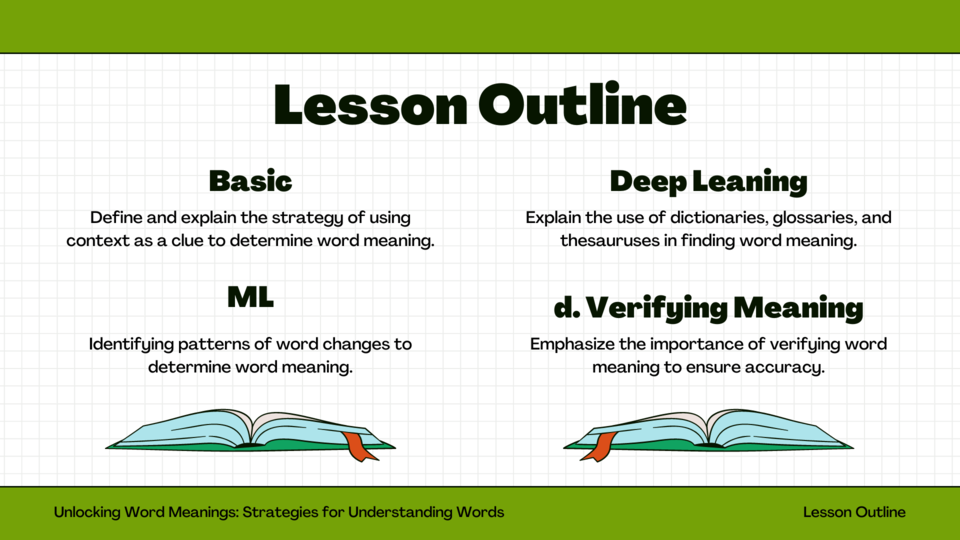 Lesson Outline
Basic
Define and explain the strategy of using
context as a clue to determine word meaning.
ML
Identifying patterns of word changes to
determine word meaning.
Deep Leaning
Explain the use of dictionaries, glossaries, and
thesauruses in finding word meaning.
d. Verifying Meaning
Emphasize the importance of verifying word
meaning to ensure accuracy.
Unlocking Word Meanings: Strategies for Understanding Words
Lesson Outline